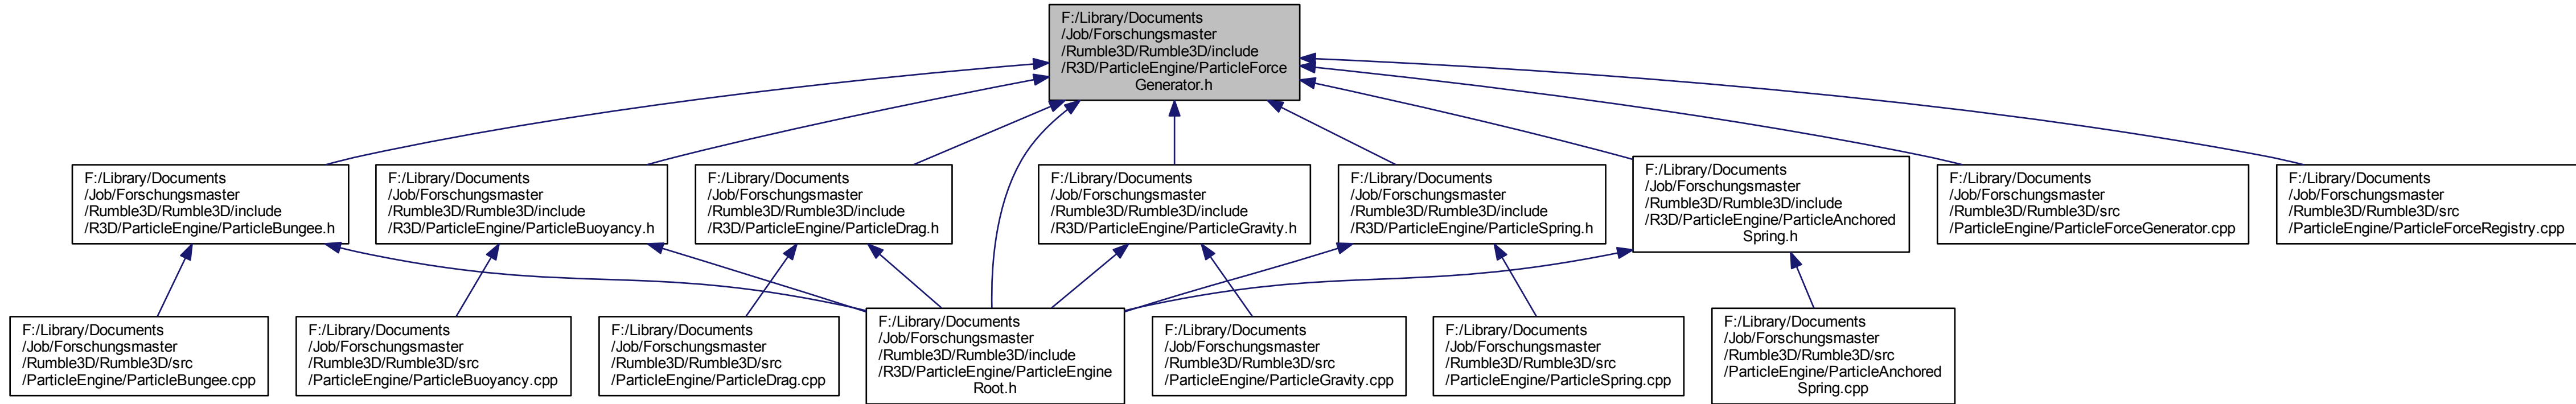 F:/Library/Documents
/Job/Forschungsmaster
/Rumble3D/Rumble3D/include
/R3D/ParticleEngine/ParticleForce
Generator.h
F:/Library/Documents
/Job/Forschungsmaster
/Rumble3D/Rumble3D/include
/R3D/ParticleEngine/ParticleBungee.h
F:/Library/Documents
/Job/Forschungsmaster
/Rumble3D/Rumble3D/include
/R3D/ParticleEngine/ParticleBuoyancy.h
F:/Library/Documents
/Job/Forschungsmaster
/Rumble3D/Rumble3D/include
/R3D/ParticleEngine/ParticleDrag.h
F:/Library/Documents
/Job/Forschungsmaster
/Rumble3D/Rumble3D/include
/R3D/ParticleEngine/ParticleGravity.h
F:/Library/Documents
/Job/Forschungsmaster
/Rumble3D/Rumble3D/include
/R3D/ParticleEngine/ParticleSpring.h
F:/Library/Documents
/Job/Forschungsmaster
/Rumble3D/Rumble3D/include
/R3D/ParticleEngine/ParticleAnchored
Spring.h
F:/Library/Documents
/Job/Forschungsmaster
/Rumble3D/Rumble3D/src
/ParticleEngine/ParticleForceGenerator.cpp
F:/Library/Documents
/Job/Forschungsmaster
/Rumble3D/Rumble3D/src
/ParticleEngine/ParticleForceRegistry.cpp
F:/Library/Documents
/Job/Forschungsmaster
/Rumble3D/Rumble3D/src
/ParticleEngine/ParticleBungee.cpp
F:/Library/Documents
/Job/Forschungsmaster
/Rumble3D/Rumble3D/src
/ParticleEngine/ParticleBuoyancy.cpp
F:/Library/Documents
/Job/Forschungsmaster
/Rumble3D/Rumble3D/src
/ParticleEngine/ParticleDrag.cpp
F:/Library/Documents
/Job/Forschungsmaster
/Rumble3D/Rumble3D/include
/R3D/ParticleEngine/ParticleEngine
Root.h
F:/Library/Documents
/Job/Forschungsmaster
/Rumble3D/Rumble3D/src
/ParticleEngine/ParticleGravity.cpp
F:/Library/Documents
/Job/Forschungsmaster
/Rumble3D/Rumble3D/src
/ParticleEngine/ParticleSpring.cpp
F:/Library/Documents
/Job/Forschungsmaster
/Rumble3D/Rumble3D/src
/ParticleEngine/ParticleAnchored
Spring.cpp